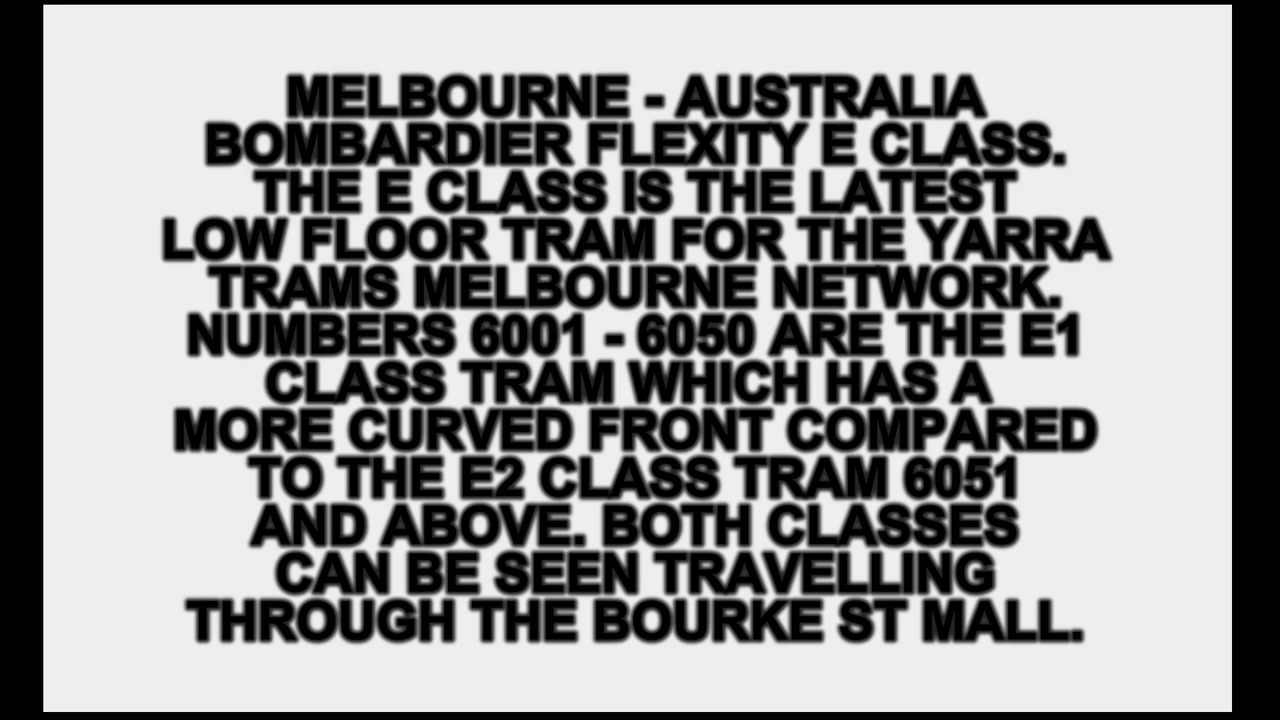 MELBOURNE - AUSTRALIA
BOMBARDIER FLEXITY E CLASS.
THE E CLASS IS THE LATEST
LOW FLOOR TRAM FOR THE YARRA
TRAMS MELBOURNE NETWORK.
NUMBERS 6001 - 6050 ARE THE E1
CLASS TRAM WHICH HAS A
MORE CURVED FRONT COMPARED
TO THE E2 CLASS TRAM 6051
AND ABOVE. BOTH CLASSES
CAN BE SEEN TRAVELLING
THROUGH THE BOURKE ST MALL.